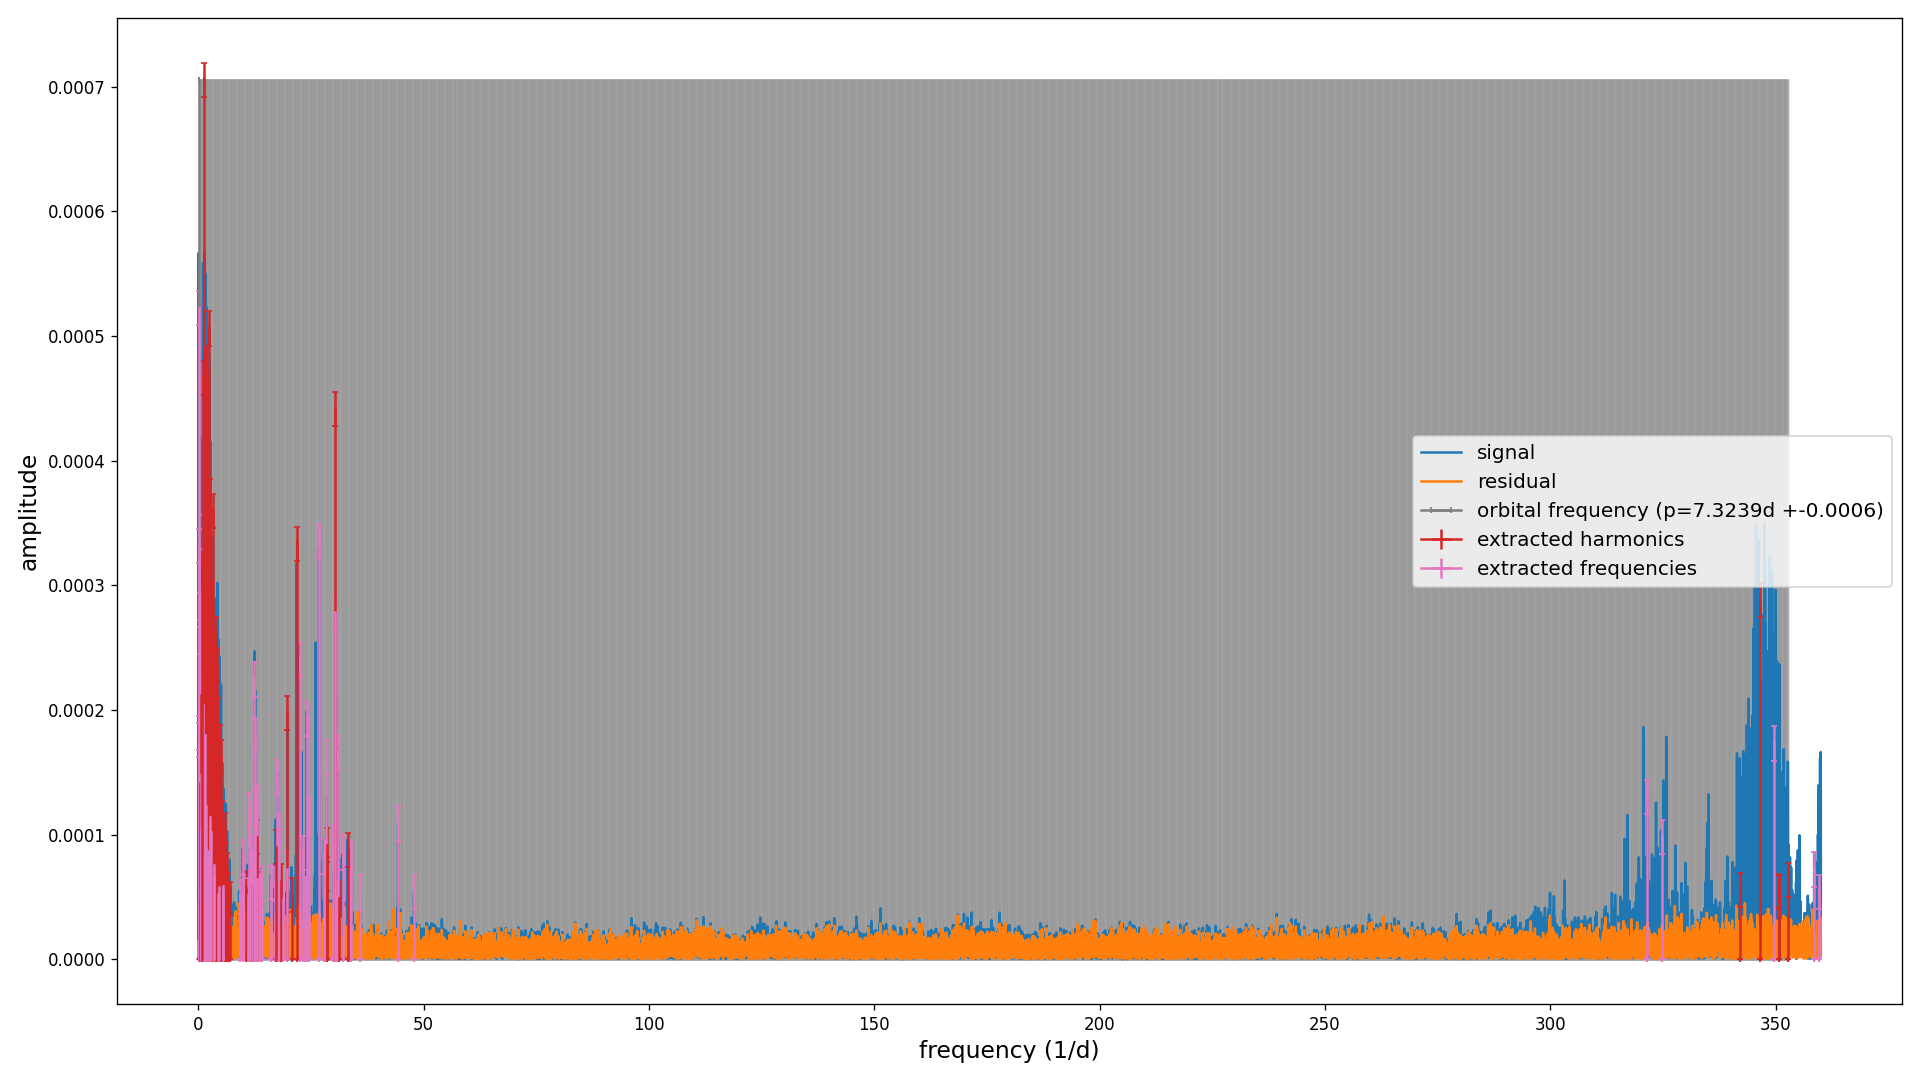 0.0007
0.0006
0.0005
0.0004
0.0003
0.0002
0.0001
0.0000
amplitude
signal
residual
orbital frequency (p=7.3239d +-0.0006)
extracted harmonics
extracted frequencies
0 50 100 150 200 250 300 350
frequency (1/d)